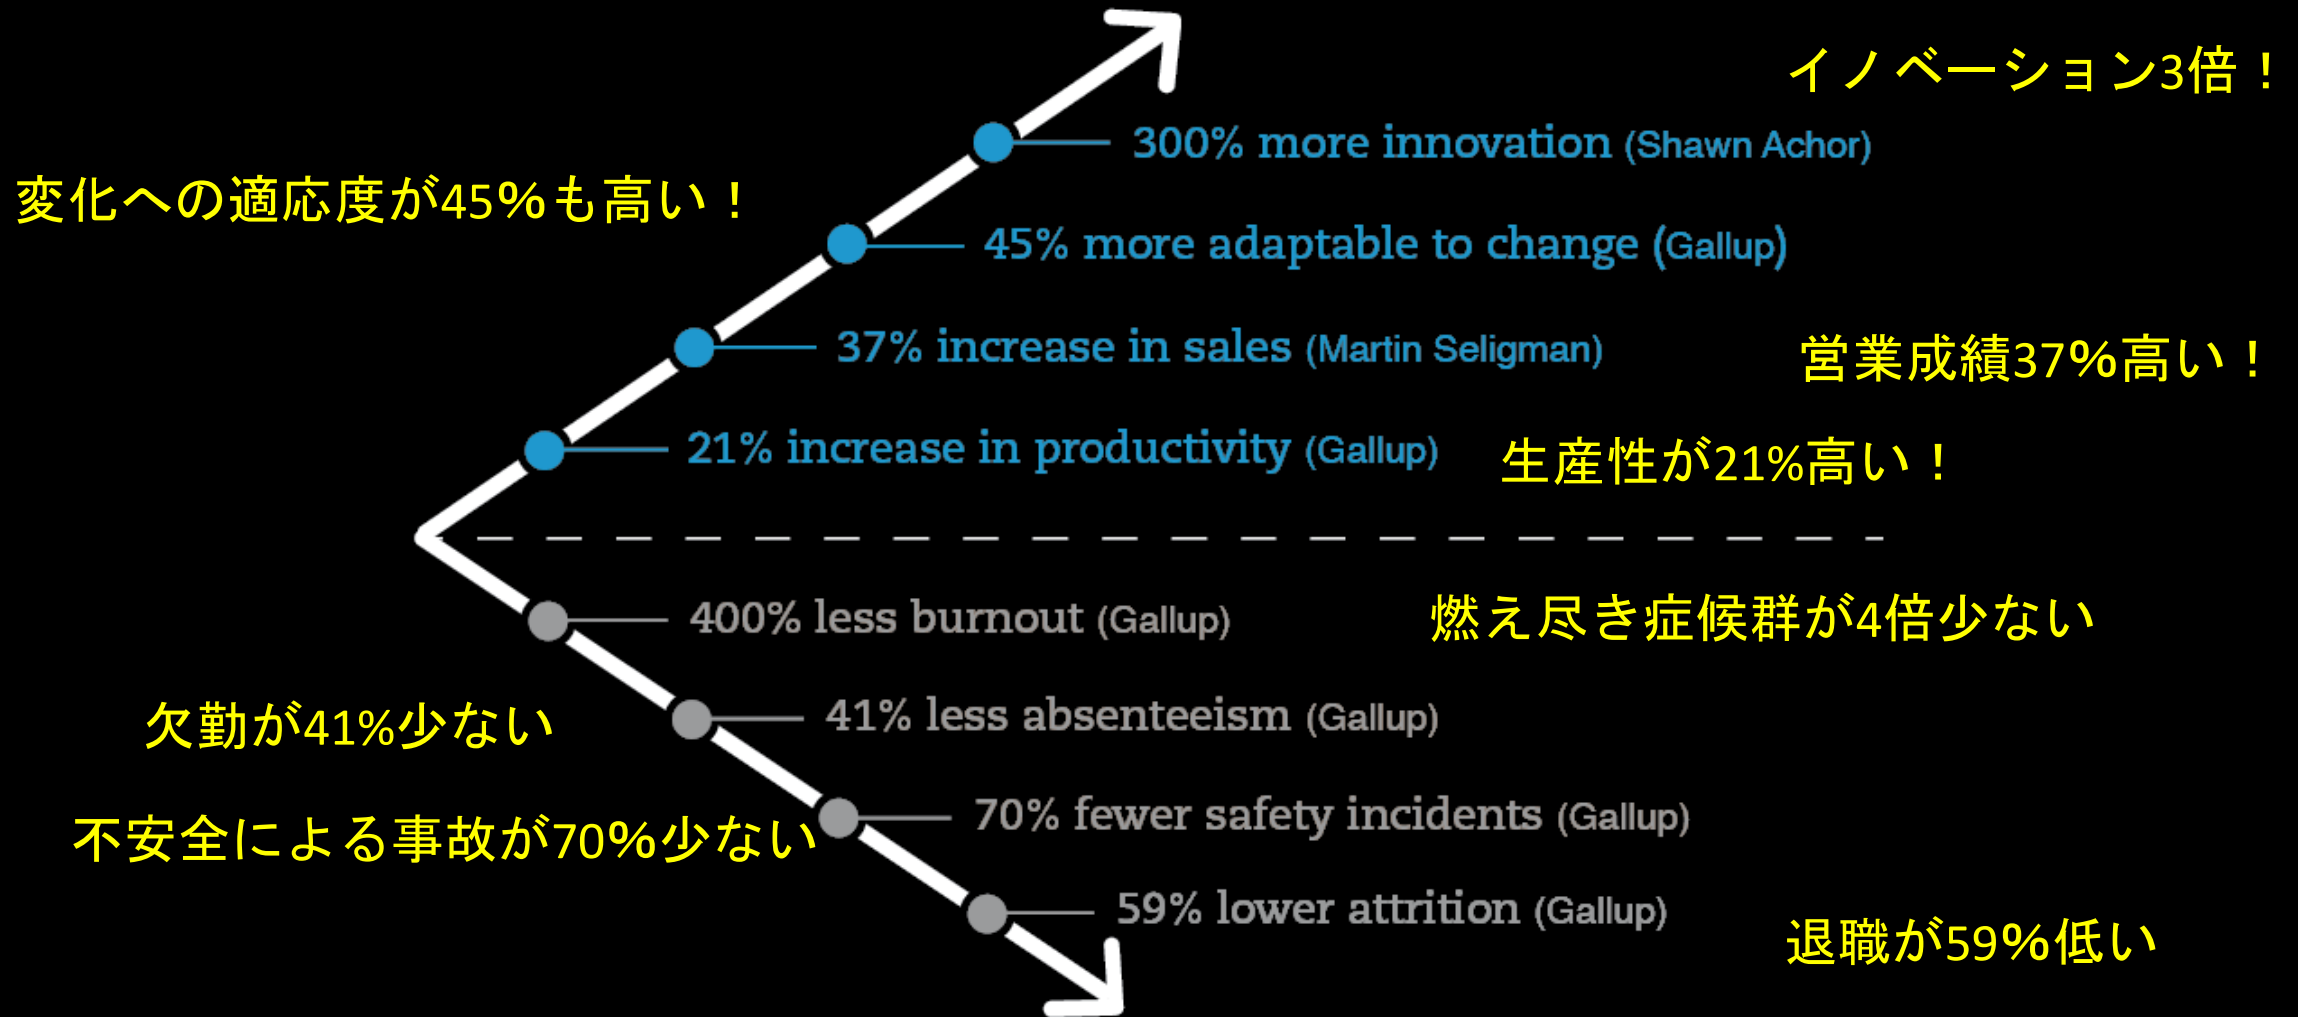 イノベーション3倍！
300% more innovation (Shawn Achor)
変化への適応度が45%も高い！
45% more adaptable to change (Gallup)
37% increase in sales (Martin Seligman)
営業成績37%高い！
21% increase in productivity (Gallup)
生産性が21%高い！
400% less burnout (Gallup)
燃え尽き症候群が4倍少ない
欠勤が41%少ない
41% less absenteeism (Gallup)
不安全による事故が70%少ない
70% fewer safety incidents (Gallup)
59% lower attrition (Gallup)
退職が59%低い